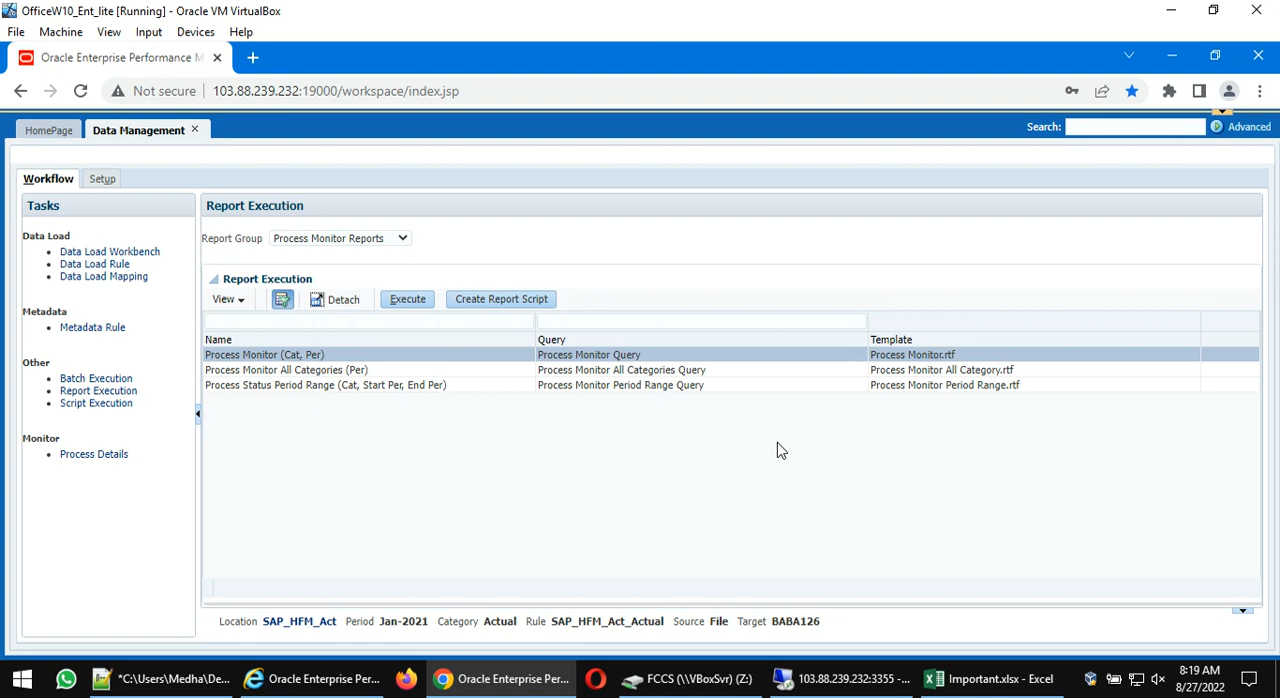 OfficeW10_Ent_lite [Running] - Oracle VM VirtualBox
File Machine View Input Devices Help
Oracle Enterprise Performance M
Not secure 103.88.239.232:19000/workspace/index.jsp
HomePage Data Management Search: Advanced
Workflow Setup
Tasks
Data Load
Data Load Workbench
Data Load Rule
Data Load Mapping
Metadata
Metadata Rule
Other
Batch Execution
Report Execution
Script Execution
Monitor
Process Details
Report Execution
Report Group Process Monitor Reports
Report Execution
View Detach Execute Create Report Script
Name Query Template
Process Monitor (Cat, Per) Process Monitor Query Process Monitor.rtf
Process Monitor All Categories (Per) Process Monitor All Categories Query Process Monitor All Category.rtf
Process Status Period Range (Cat, Start Per, End Per) Process Monitor Period Range Query Process Monitor Period Range.rtf
Location SAP_HFM_Act Period Jan-2021 Category Actual Rule SAP_HFM_Act_Actual Source File Target BABA126
*C:\Users\Medha\De... Oracle Enterprise Per... Oracle Enterprise Per... FCCS (\\VBoxSvr) (Z:) 103.88.239.232:3355 -... Important.xlsx - Excel
8:19 AM
8/27/2022